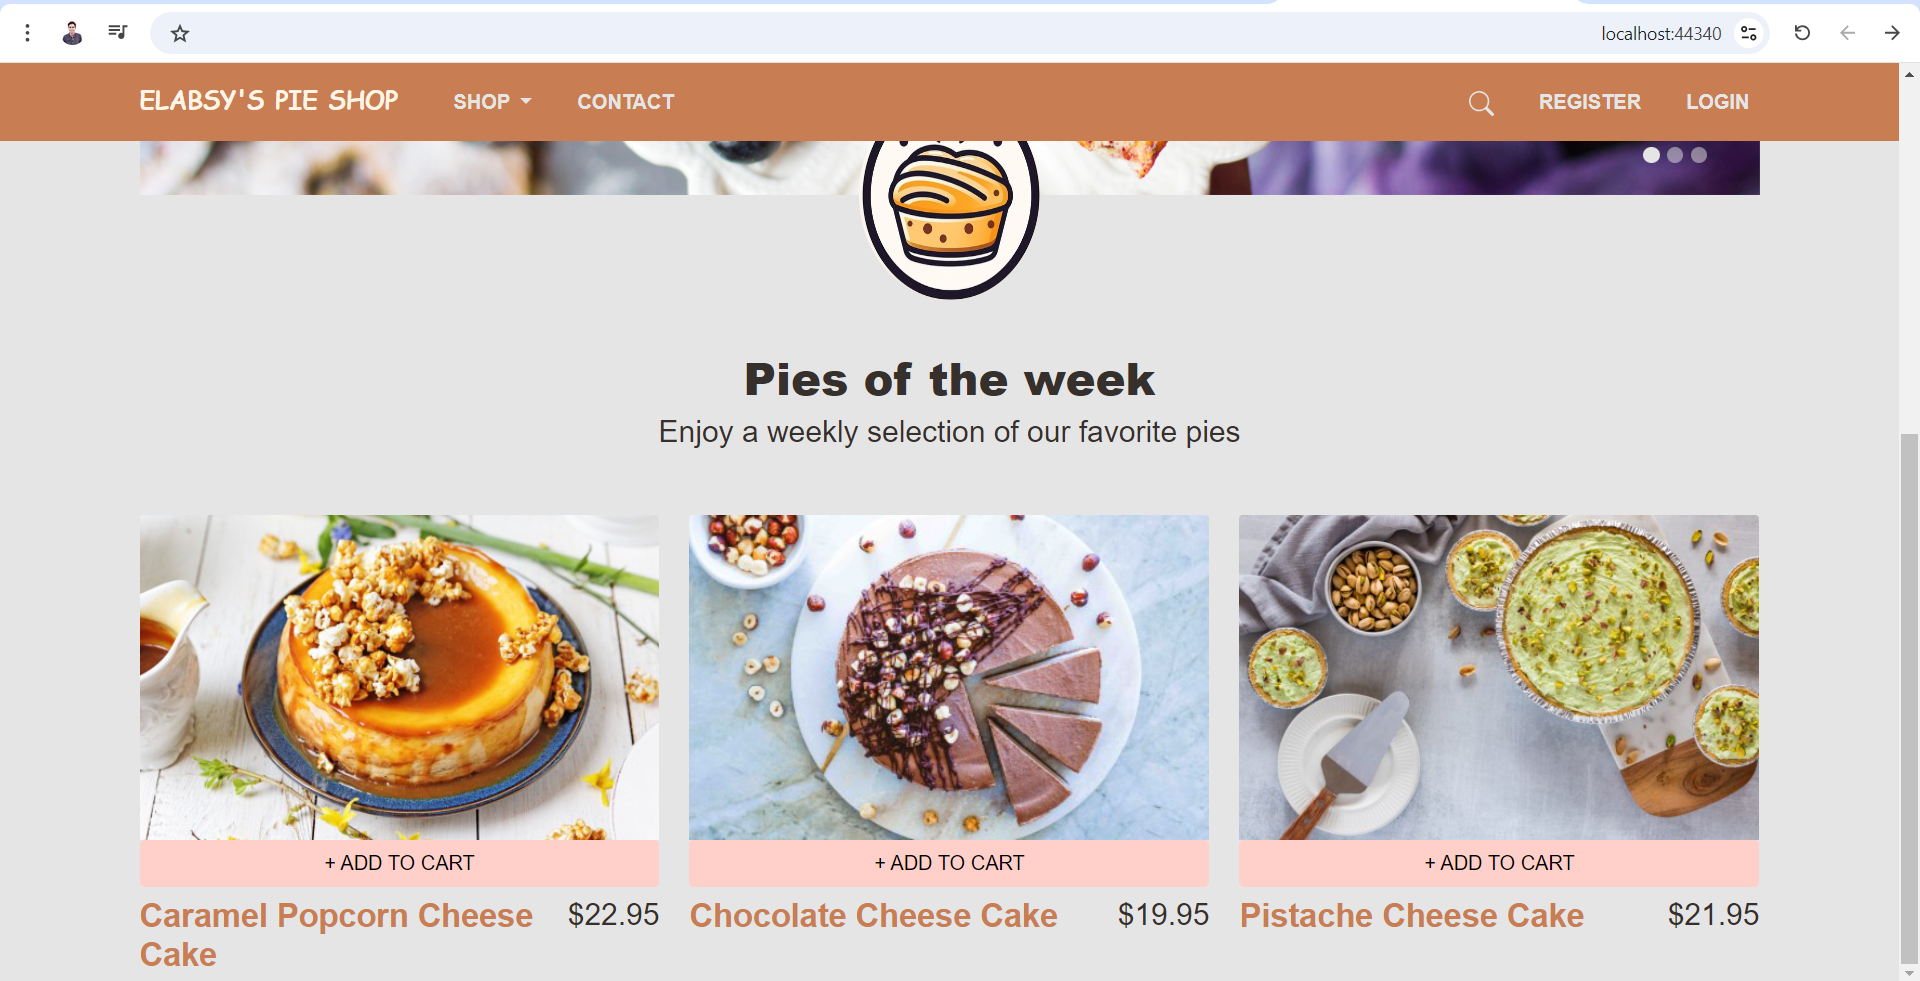 localhost:44340
ELABSY'S PIE SHOP
SHOP
CONTACT
REGISTER
LOGIN
Pies of the week
Enjoy a weekly selection of our favorite pies
+ ADD TO CART
+ ADD TO CART
+ ADD TO CART
Caramel Popcorn Cheese
Cake
$22.95
Chocolate Cheese Cake
$19.95
Pistache Cheese Cake
$21.95